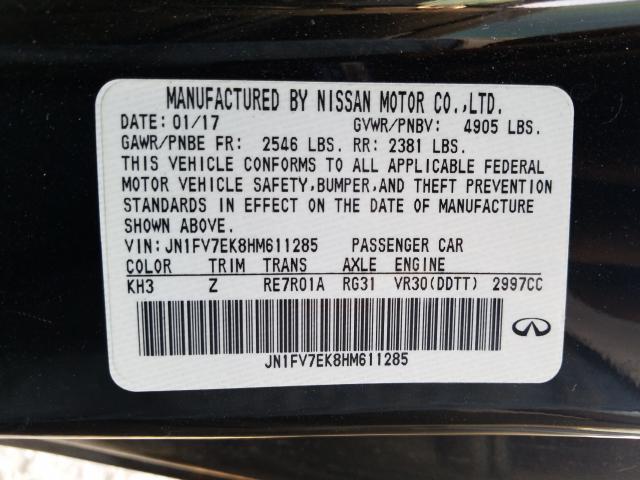 MANUFACTURED BY NISSAN MOTOR CO.,LTD.
DATE: 01/17 GVWR/PNBV: 4905 LBS.
GAWR/PNBE FR: 2546 LBS. RR: 2381 LBS.
THIS VEHICLE CONFORMS TO ALL APPLICABLE FEDERAL
MOTOR VEHICLE SAFETY,BUMPER,AND THEFT PREVENTION
STANDARDS IN EFFECT ON THE DATE OF MANUFACTURE
SHOWN ABOVE.
VIN: JN1FV7EK8HM611285 PASSENGER CAR
COLOR TRIM TRANS AXLE ENGINE
KH3 Z RE7R01A RG31 VR30(DDTT) 2997CC
JN1FV7EK8HM611285